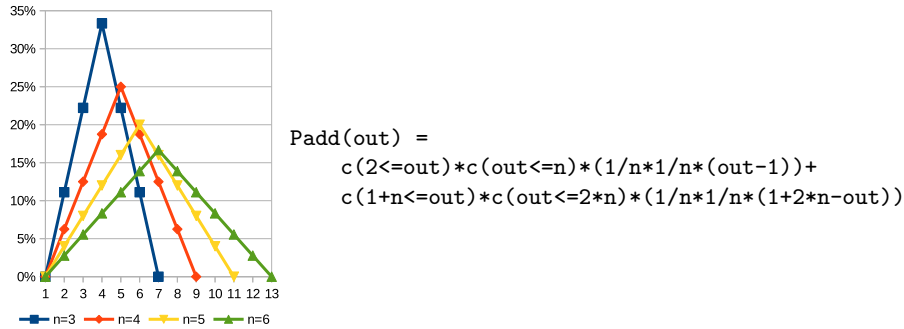 35%
30%
25%
20%
15%
10%
5%
0%
1 2 3 4 5 6 7 8 9 10 11 12 13
n=3 n=4 n=5 n=6
Padd(out) =
c(2<=out)*c(out<=n)*(1/n*1/n*(out-1))+
c(1+n<=out)*c(out<=2*n)*(1/n*1/n*(1+2*n-out))